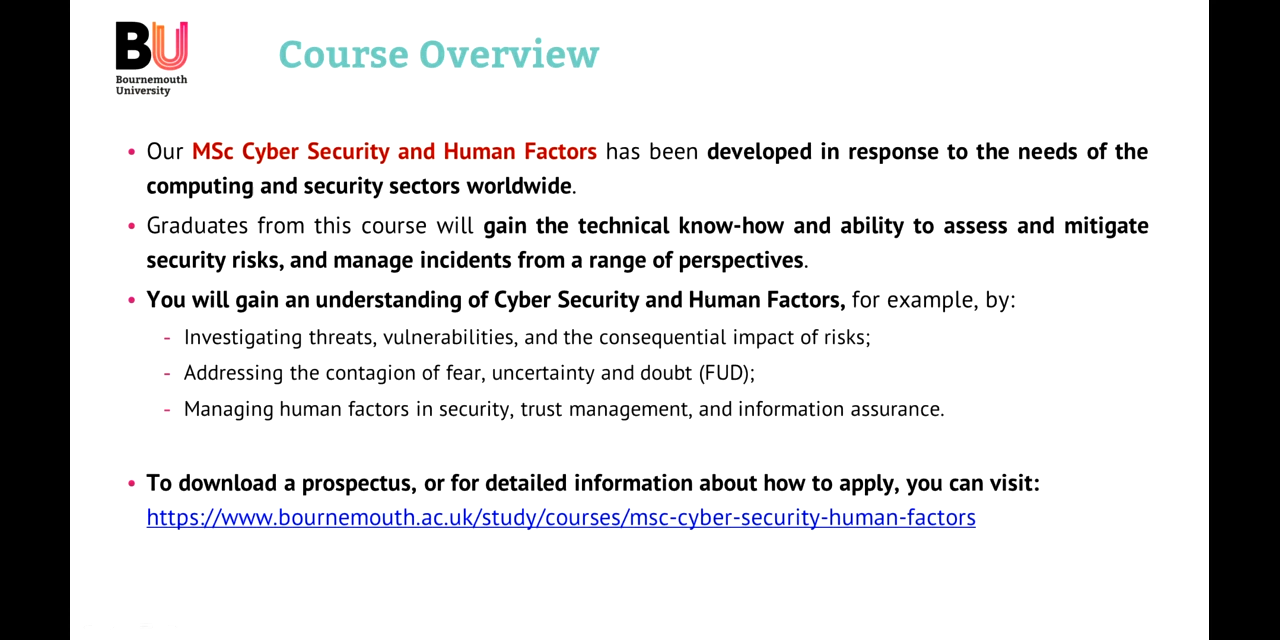 BU
Bournemouth
University
Course Overview
• Our MSc Cyber Security and Human Factors has been developed in response to the needs of the
computing and security sectors worldwide.
• Graduates from this course will gain the technical know-how and ability to assess and mitigate
security risks, and manage incidents from a range of perspectives.
• You will gain an understanding of Cyber Security and Human Factors, for example, by:
- Investigating threats, vulnerabilities, and the consequential impact of risks;
- Addressing the contagion of fear, uncertainty and doubt (FUD);
- Managing human factors in security, trust management, and information assurance.
• To download a prospectus, or for detailed information about how to apply, you can visit:
https://www.bournemouth.ac.uk/study/courses/msc-cyber-security-human-factors